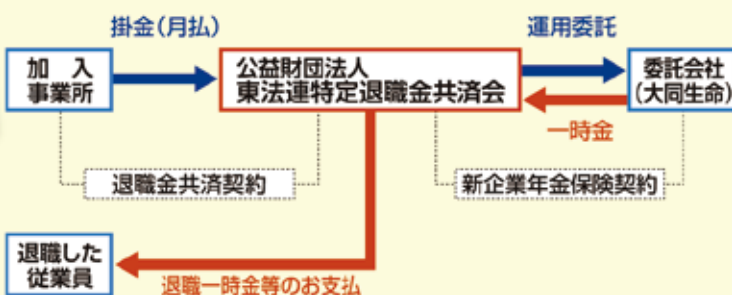 掛金(月払)
運用委託
加 入
事業所
公益財団法人
東法連特定退職金共済会
委託会社
(大同生命)
一時金
退職金共済契約
新企業年金保険契約
退職した
従業員
退職一時金等のお支払